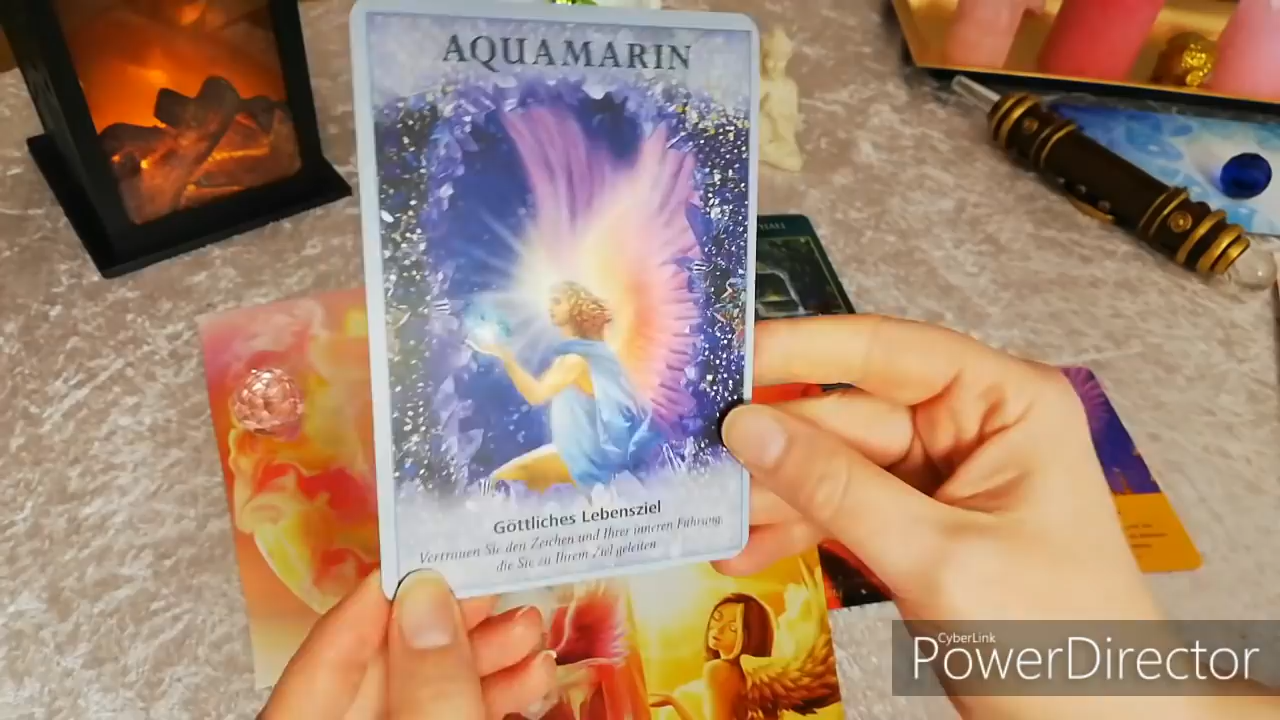 AQUAMARIN
Göttliches Lebensziel
Vertrauen Sie den Zeichen und Ihrer inneren Führung,
die Sie zu Ihrem Ziel geleiten
CyberLink
PowerDirector